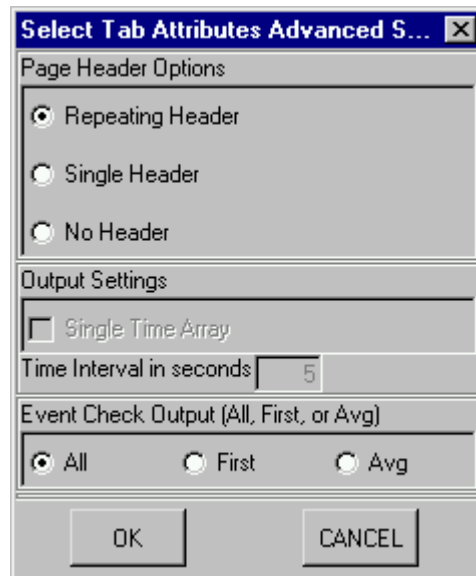 Select Tab Attributes Advanced S...
Page Header Options
Repeating Header
Single Header
No Header
Output Settings
Single Time Array
Time Interval in seconds 5
Event Check Output (All, First, or Avg)
All First Avg
OK CANCEL